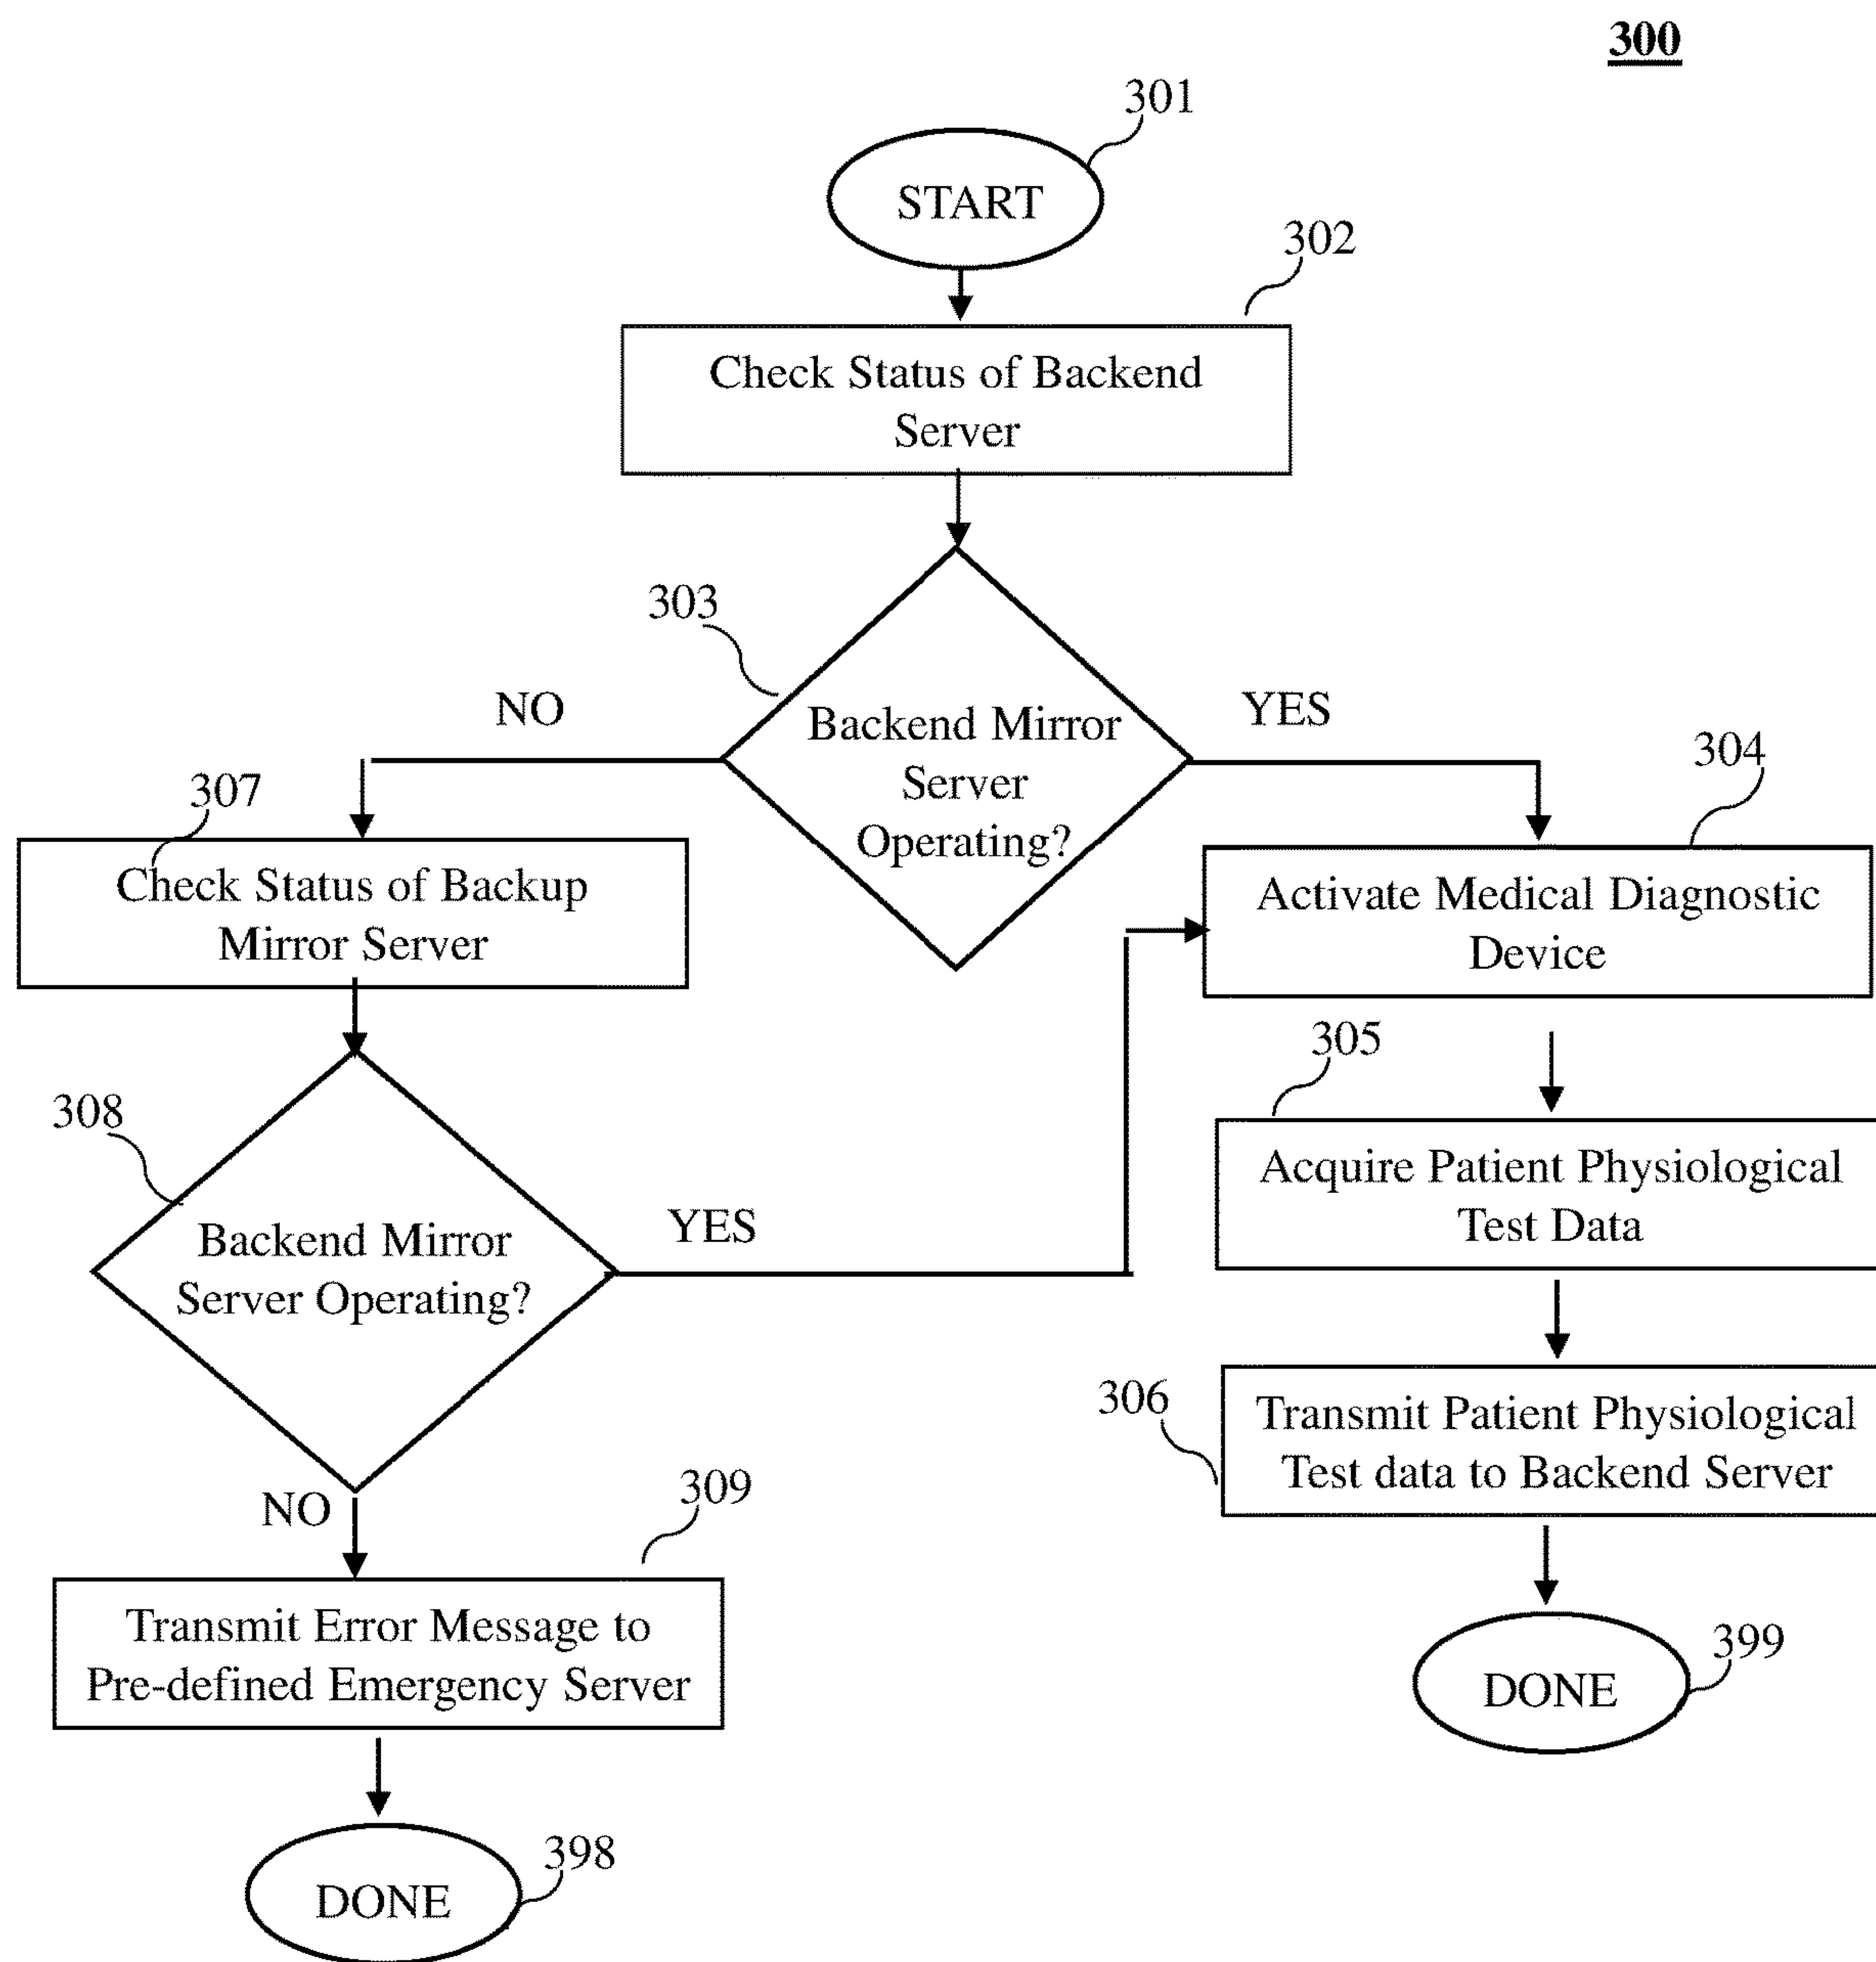 300
301
START
302
Check Status of Backend
Server
303
NO
YES
Backend Mirror
Server
Operating?
304
307
Check Status of Backup
Mirror Server
Activate Medical Diagnostic
Device
305
308
Acquire Patient Physiological
Test Data
YES
Backend Mirror
Server Operating?
306
Transmit Patient Physiological
Test data to Backend Server
NO
309
Transmit Error Message to
Pre-defined Emergency Server
399
DONE
398
DONE